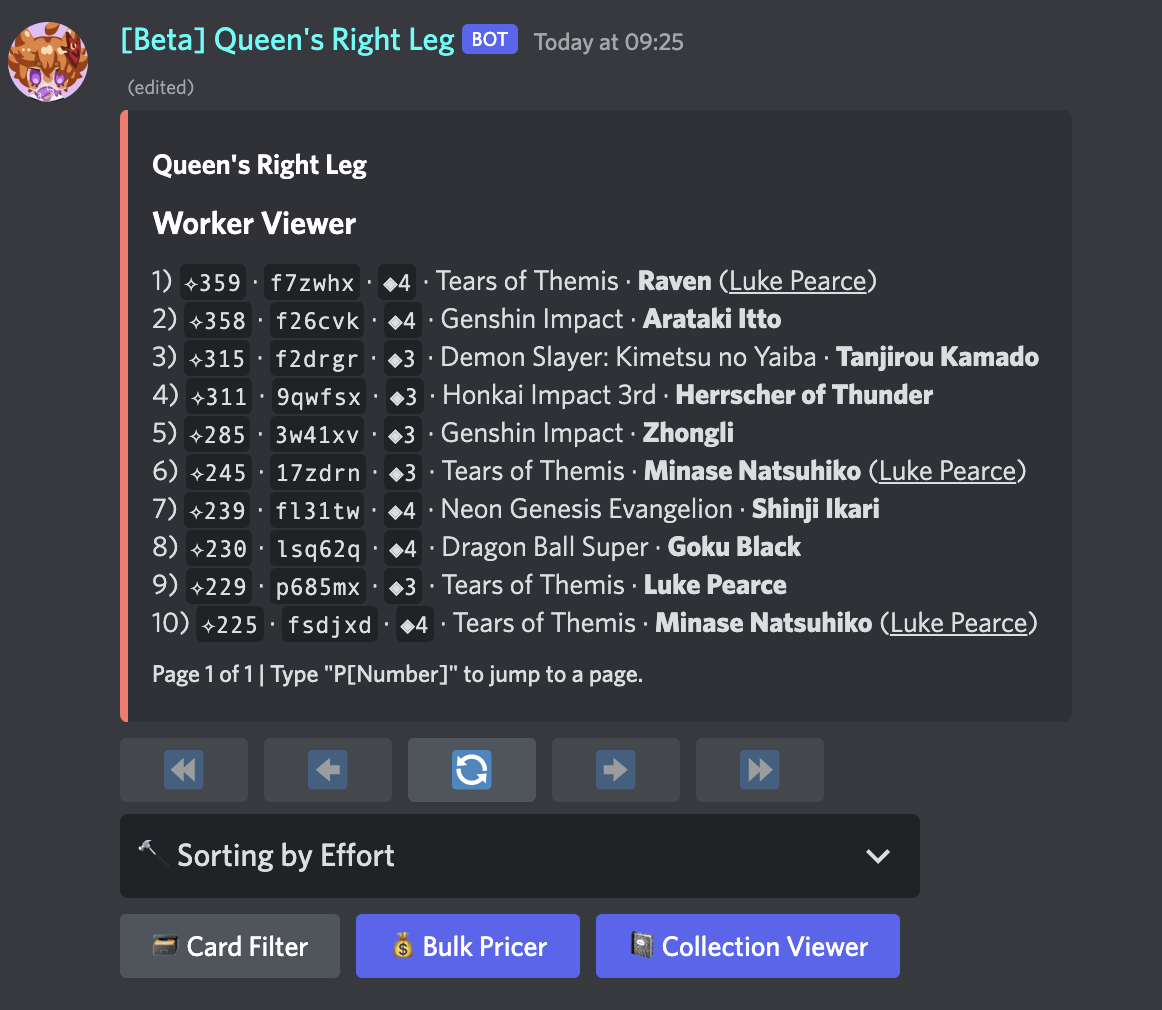 [Beta] Queen's Right Leg BOT Today at 09:25
(edited)
Queen's Right Leg
Worker Viewer
1) ✧359 · f7zwhx · ◈4 · Tears of Themis · Raven (Luke Pearce)
2) ✧358 · f26cvk · ◈4 · Genshin Impact · Arataki Itto
3) ✧315 · f2drgr · ◈3 · Demon Slayer: Kimetsu no Yaiba · Tanjirou Kamado
4) ✧311 · 9qwfsx · ◈3 · Honkai Impact 3rd · Herrscher of Thunder
5) ✧285 · 3w41xv · ◈3 · Genshin Impact · Zhongli
6) ✧245 · 17zdrn · ◈3 · Tears of Themis · Minase Natsuhiko (Luke Pearce)
7) ✧239 · fl31tw · ◈4 · Neon Genesis Evangelion · Shinji Ikari
8) ✧230 · lsq62q · ◈4 · Dragon Ball Super · Goku Black
9) ✧229 · p685mx · ◈3 · Tears of Themis · Luke Pearce
10) ✧225 · fsdjxd · ◈4 · Tears of Themis · Minase Natsuhiko (Luke Pearce)
Page 1 of 1 | Type "P[Number]" to jump to a page.
Sorting by Effort
Card Filter Bulk Pricer Collection Viewer